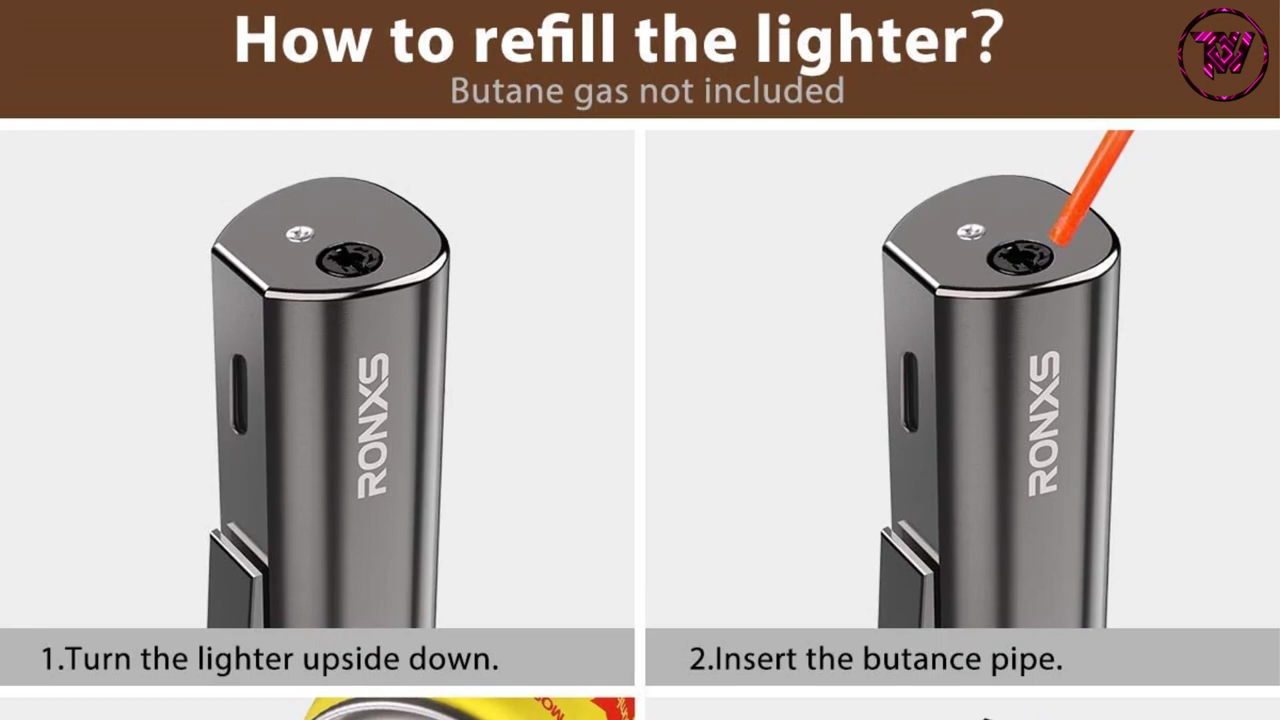 How to refill the lighter?
Butane gas not included
RONXS
RONXS
1.Turn the lighter upside down.
2.Insert the butance pipe.